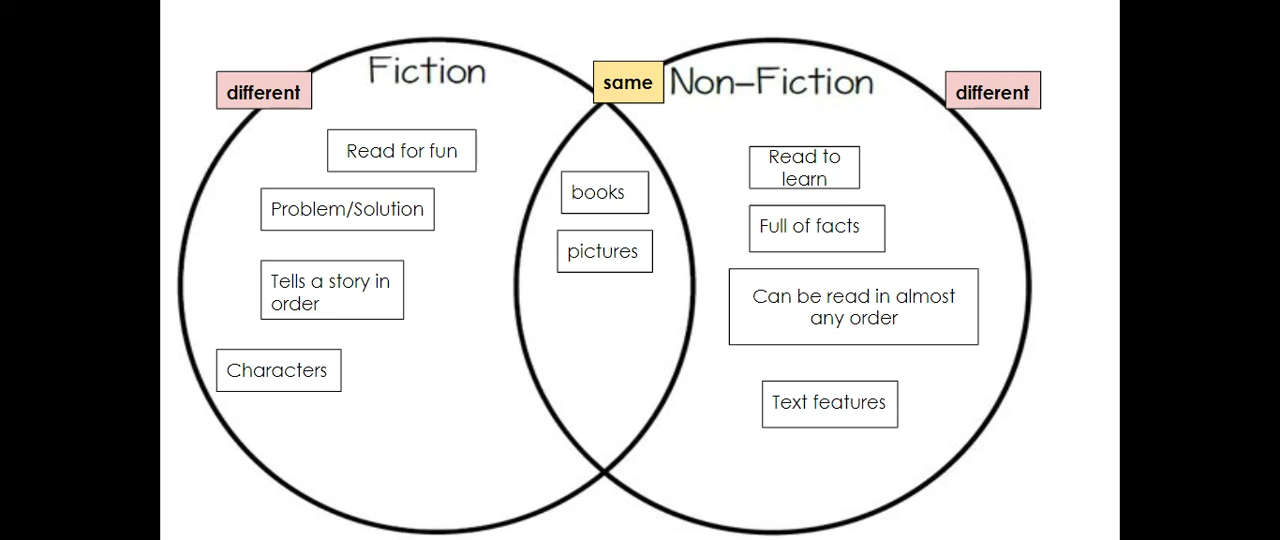 Fiction
different
same
Non-Fiction
different
Read for fun
Problem/Solution
Tells a story in
order
Characters
books
pictures
Read to
learn
Full of facts
Can be read in almost
any order
Text features